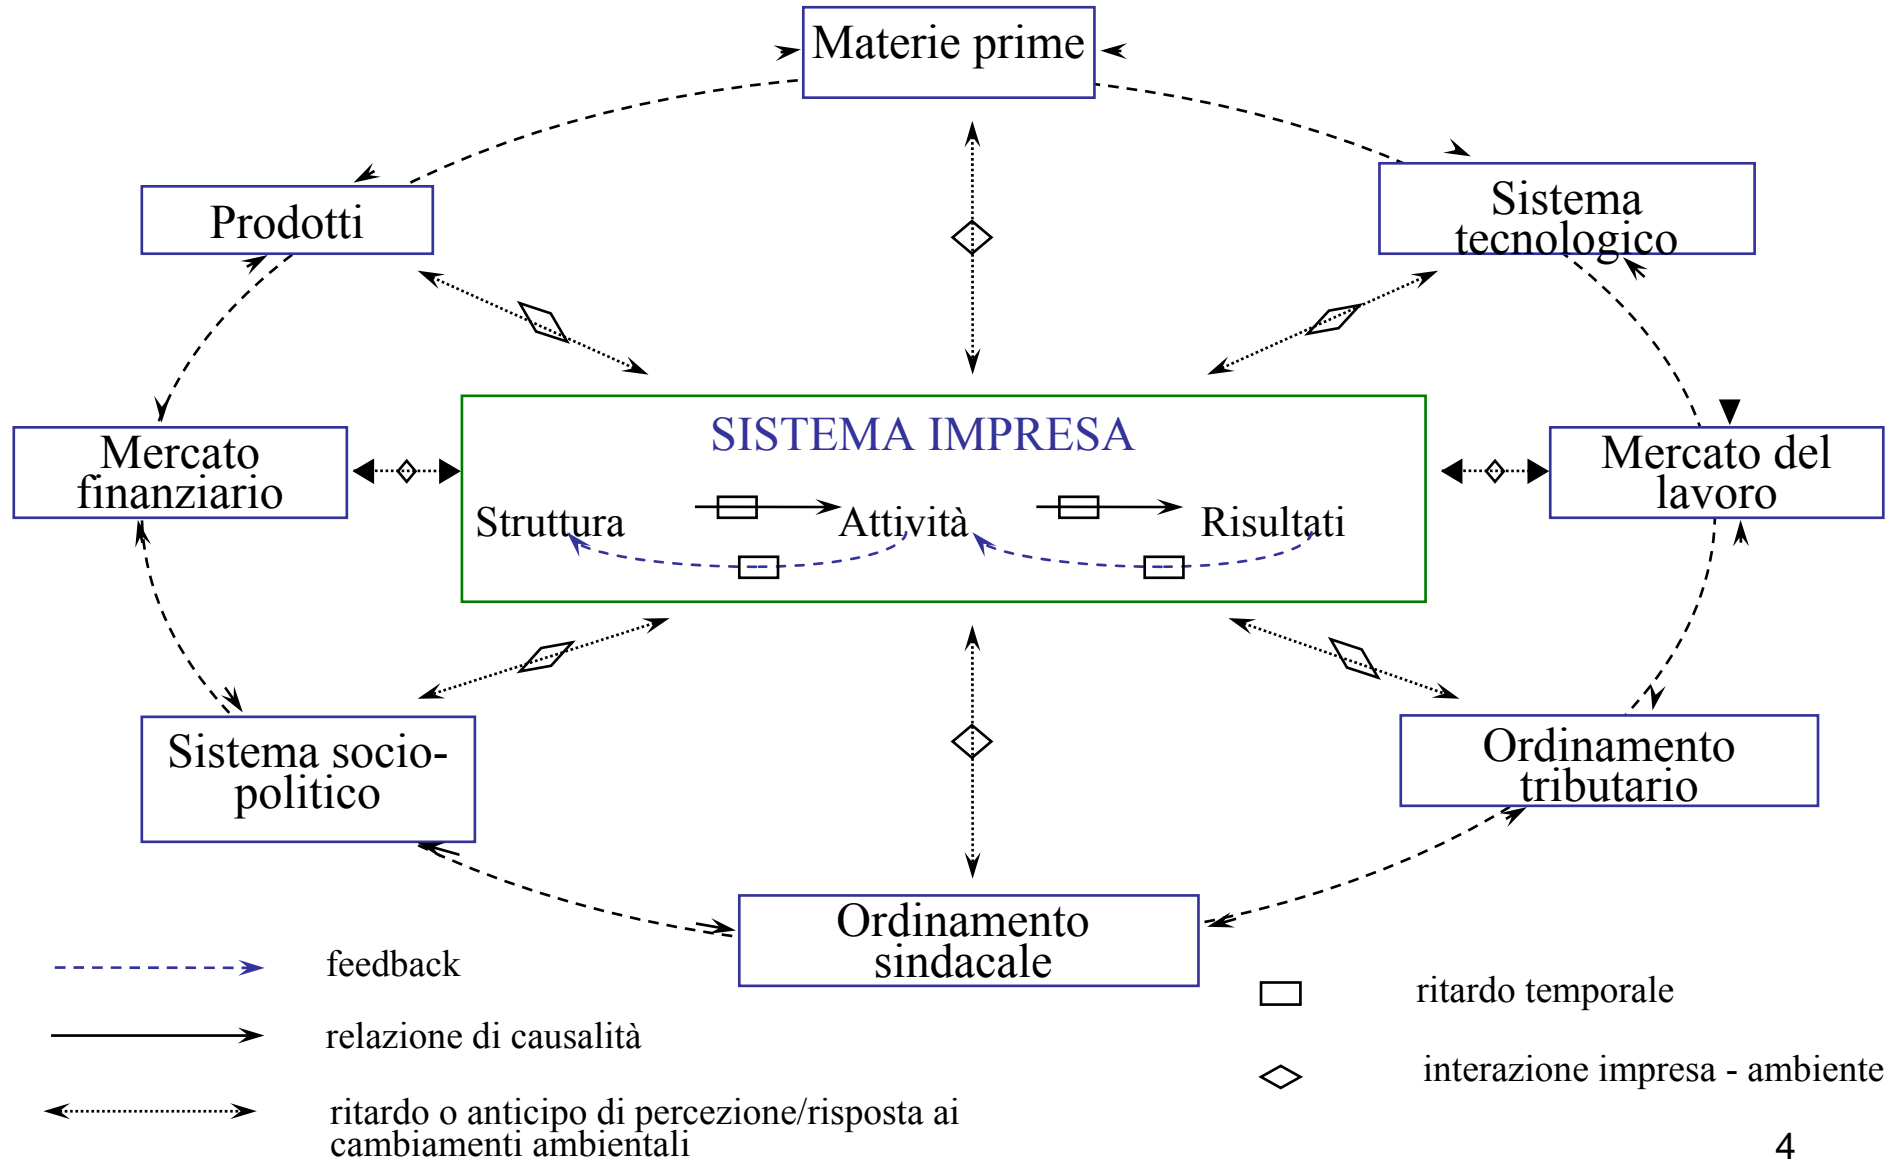 Materie prime
Prodotti
Sistema
tecnologico
SISTEMA IMPRESA
Mercato
finanziario
Mercato del
lavoro
Struttura
Attività
Risultati
Sistema socio-
politico
Ordinamento
tributario
Ordinamento
sindacale
feedback
ritardo temporale
relazione di causalità
interazione impresa - ambiente
ritardo o anticipo di percezione/risposta ai
cambiamenti ambientali
4